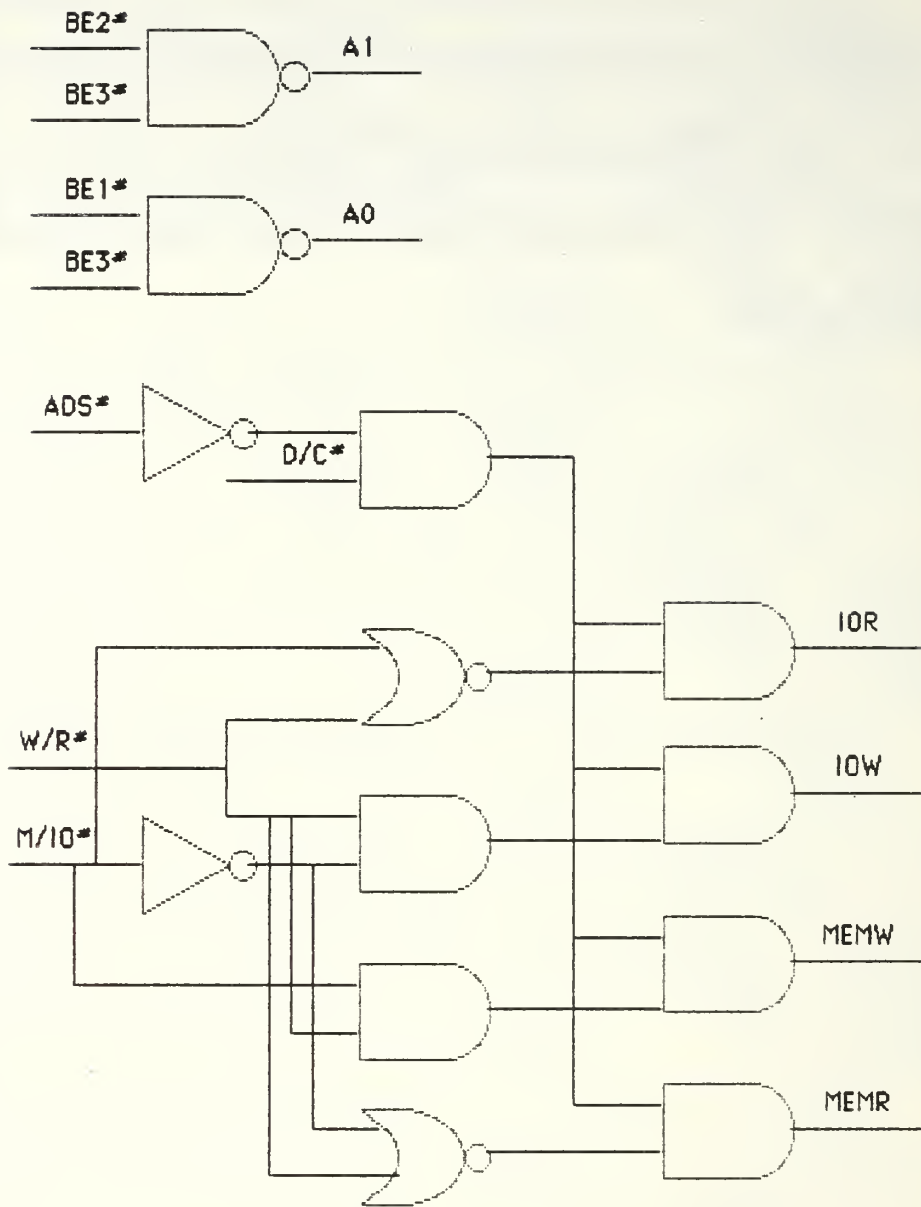 BE2*
A1
BE3*
BE1*
A0
BE3*
ADS*
D/C*
IOR
W/R*
IOW
M/IO*
MEMW
MEMR